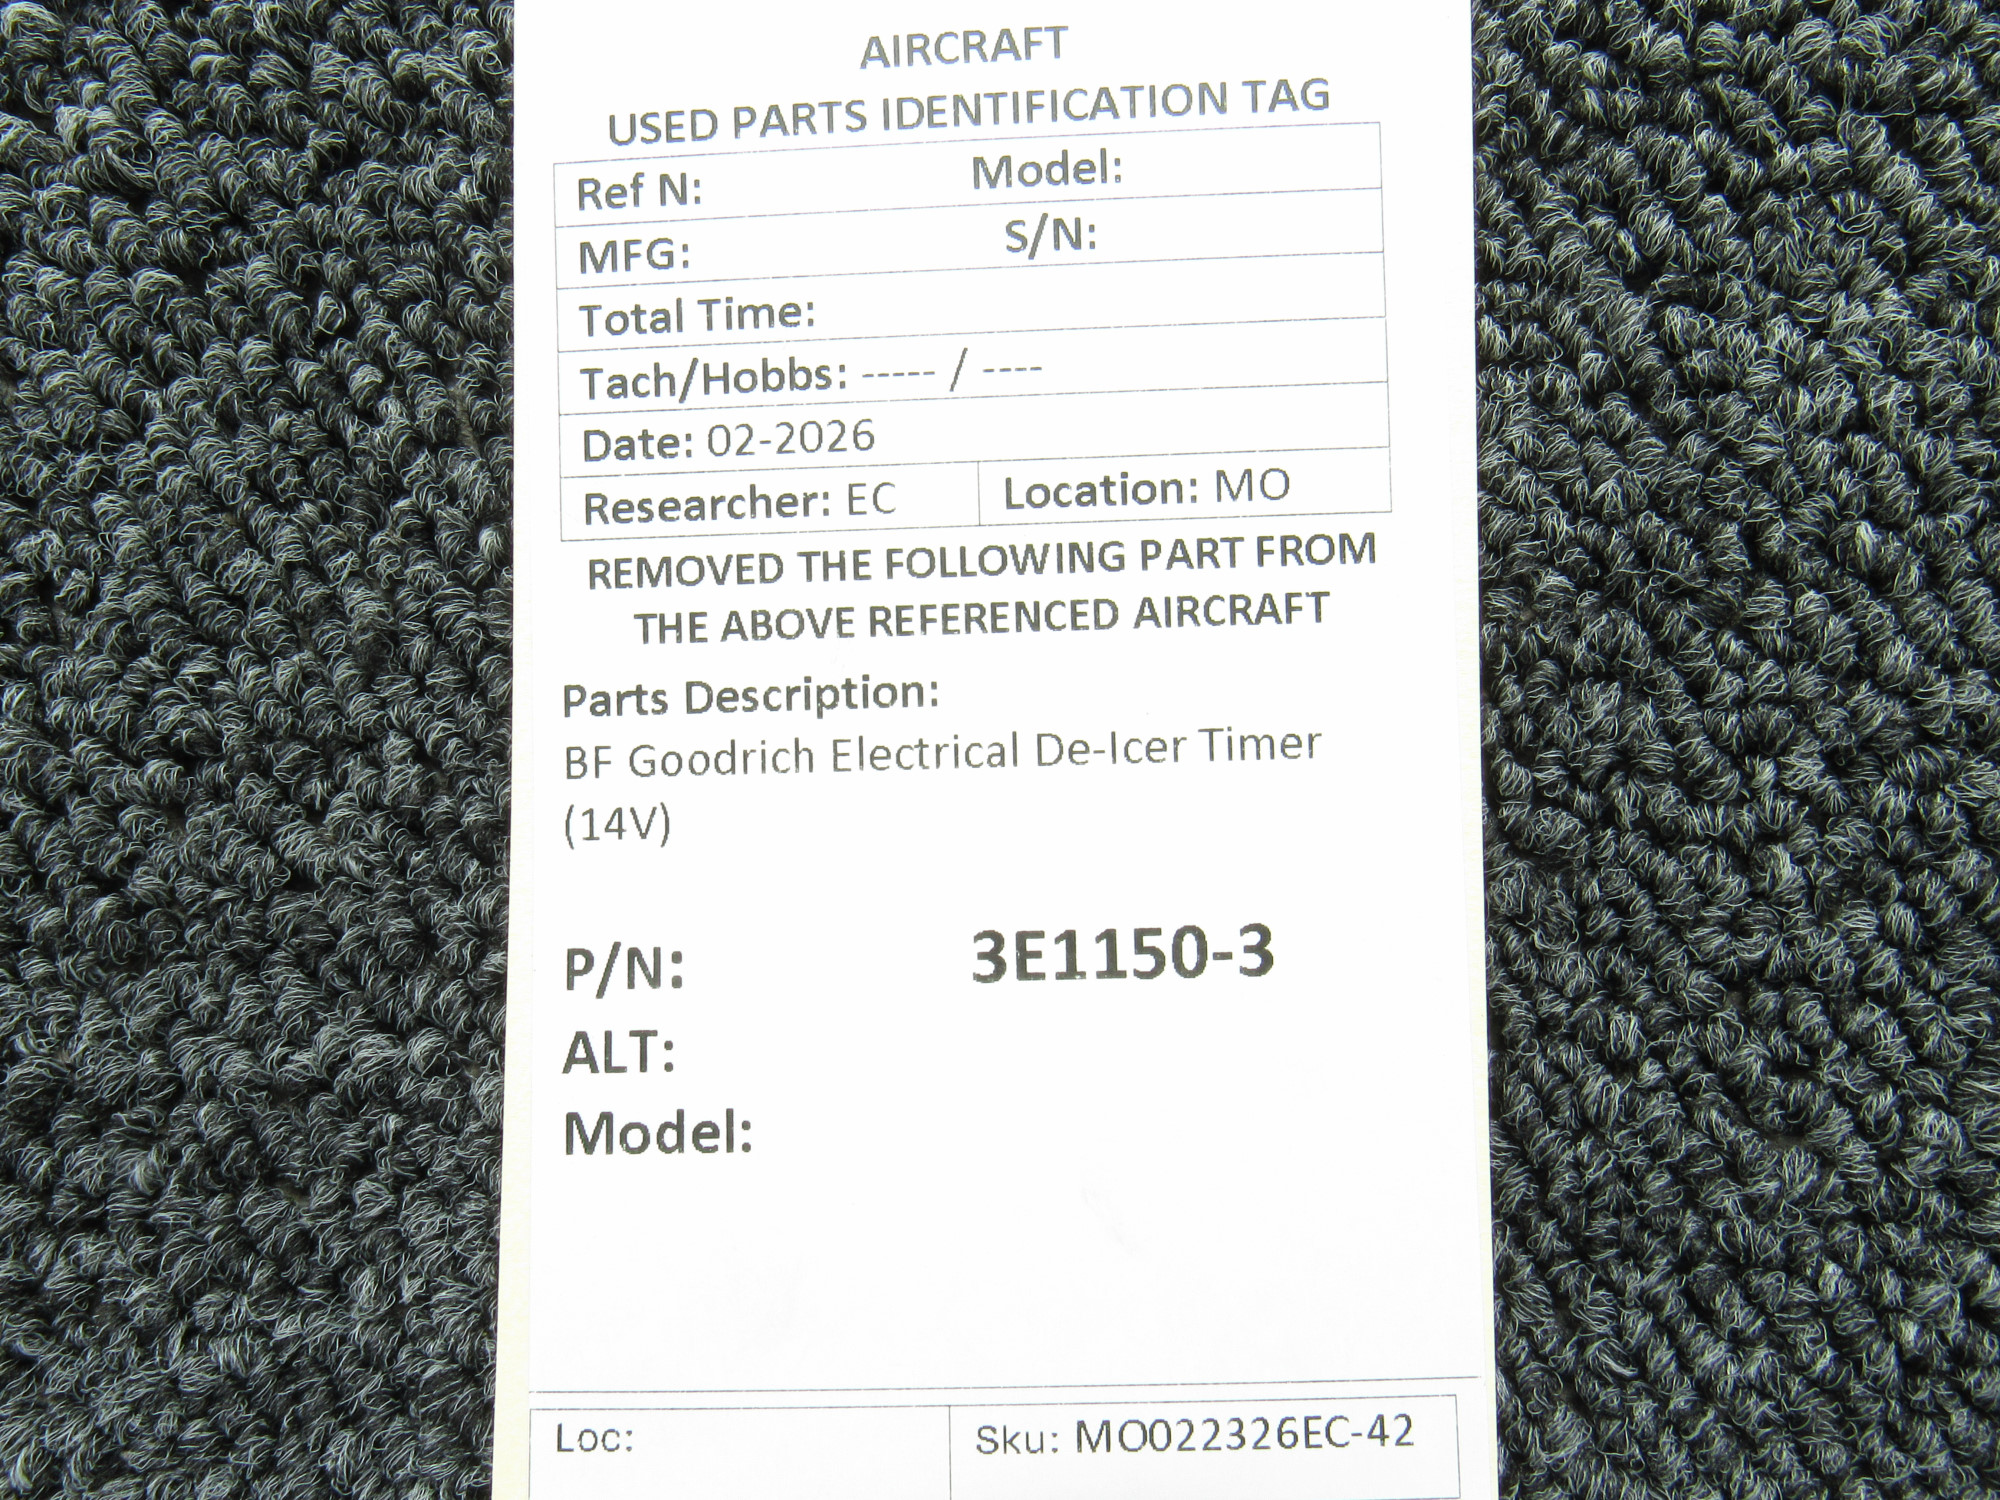 AIRCRAFT
USED PARTS IDENTIFICATION TAG
Ref N: Model:
MFG: S/N:
Total Time:
Tach/Hobbs: ----- / ----
Date: 02-2026
Researcher: EC Location: MO
REMOVED THE FOLLOWING PART FROM
THE ABOVE REFERENCED AIRCRAFT
Parts Description:
BF Goodrich Electrical De-Icer Timer
(14V)
P/N: 3E1150-3
ALT:
Model:
Loc: Sku: MO022326EC-42